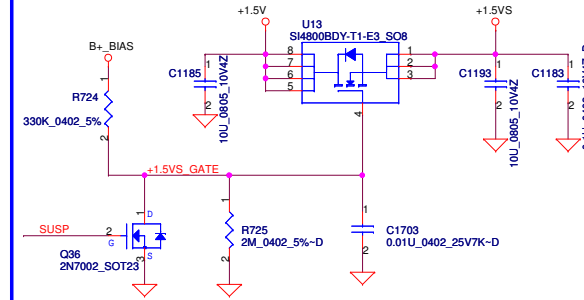 +1.5V
+1.5VS
U13
SI4800BDY-T1-E3_SO8
B+_BIAS
8
7
6
5
1
2
3
4
C1185
1
2
10U_0805_10V4Z
C1193
1
2
10U_0805_10V4Z
C1183
1
2
R724
1
2
330K_0402_5%
+1.5VS_GATE
SUSP
2
G
1
D
3
S
Q36
2N7002_SOT23
1
2
R725
2M_0402_5%~D
1
2
C1703
0.01U_0402_25V7K~D